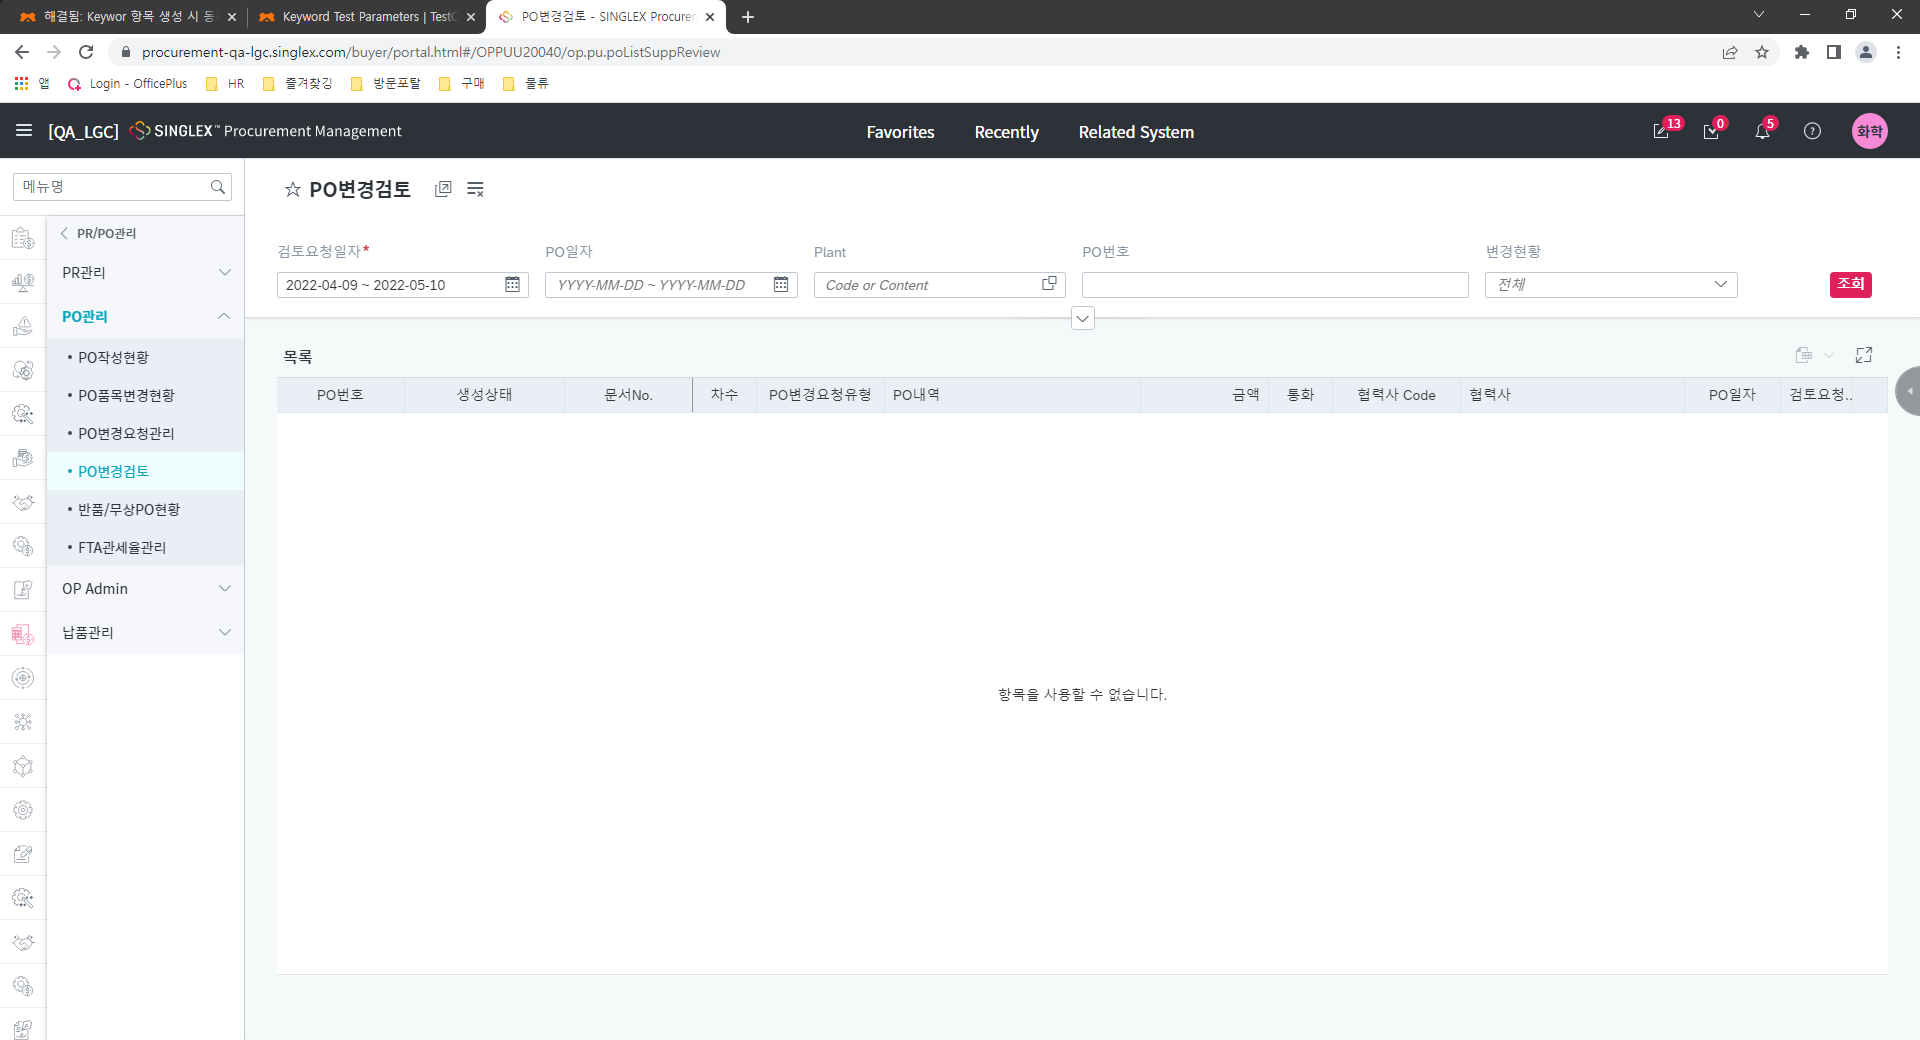 해결됨: Keywor 항목 생성 시 동
Keyword Test Parameters | TestC
PO변경검토 - SINGLEX Procurer
procurement-qa-lgc.singlex.com/buyer/portal.html#/OPPUU20040/op.pu.poListSuppReview
앱
Login - OfficePlus
HR
즐겨찾깅
방문포탈
구매
물류
[QA_LGC] SINGLEX™ Procurement Management
Favorites
Recently
Related System
13
0
5
화학
메뉴명
PO변경검토
PR/PO관리
PR관리
PO관리
• PO작성현황
• PO품목변경현황
• PO변경요청관리
• PO변경검토
• 반품/무상PO현황
• FTA관세율관리
OP Admin
납품관리
검토요청일자*
PO일자
Plant
PO번호
변경현황
2022-04-09 ~ 2022-05-10
YYYY-MM-DD ~ YYYY-MM-DD
Code or Content
전체
조회
목록
PO번호
생성상태
문서No.
차수
PO변경요청유형
PO내역
금액
통화
협력사 Code
협력사
PO일자
검토요청..
항목을 사용할 수 없습니다.